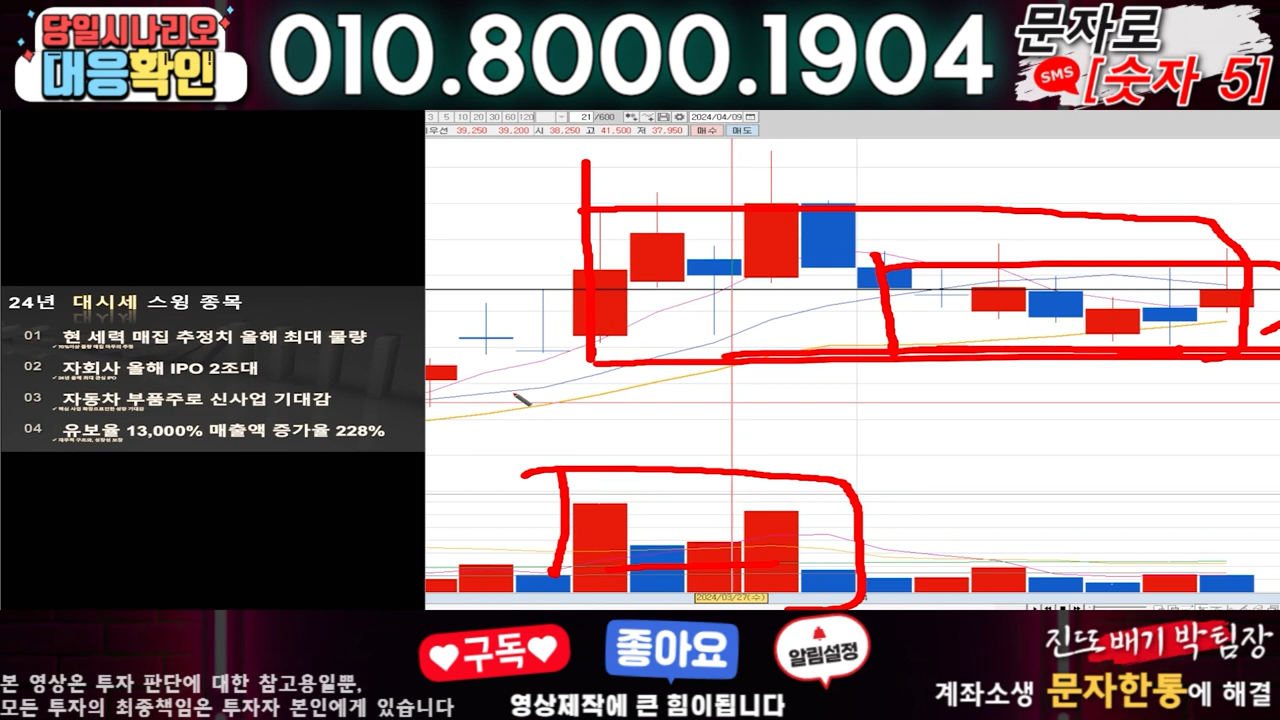 당일시나리오
대응확인
010.8000.1904
문자로
SMS [숫자 5]
3 5 10 20 30 60 120 21 /600 2024/04/09
우선 39,250 39,200 시 38,250 고 41,500 저 37,950 매수 매도
24년 대시세 스윙 종목
01 현 세력 매집 추정치 올해 최대 물량
02 자회사 올해 IPO 2조대
03 자동차 부품주로 신사업 기대감
04 유보율 13,000% 매출액 증가율 228%
2024/03/27(수)
구독
좋아요
알림설정
진또배기 박팀장
본 영상은 투자 판단에 대한 참고용일뿐,
모든 투자의 최종책임은 투자자 본인에게 있습니다
영상제작에 큰 힘이됩니다
계좌소생 문자한통에 해결